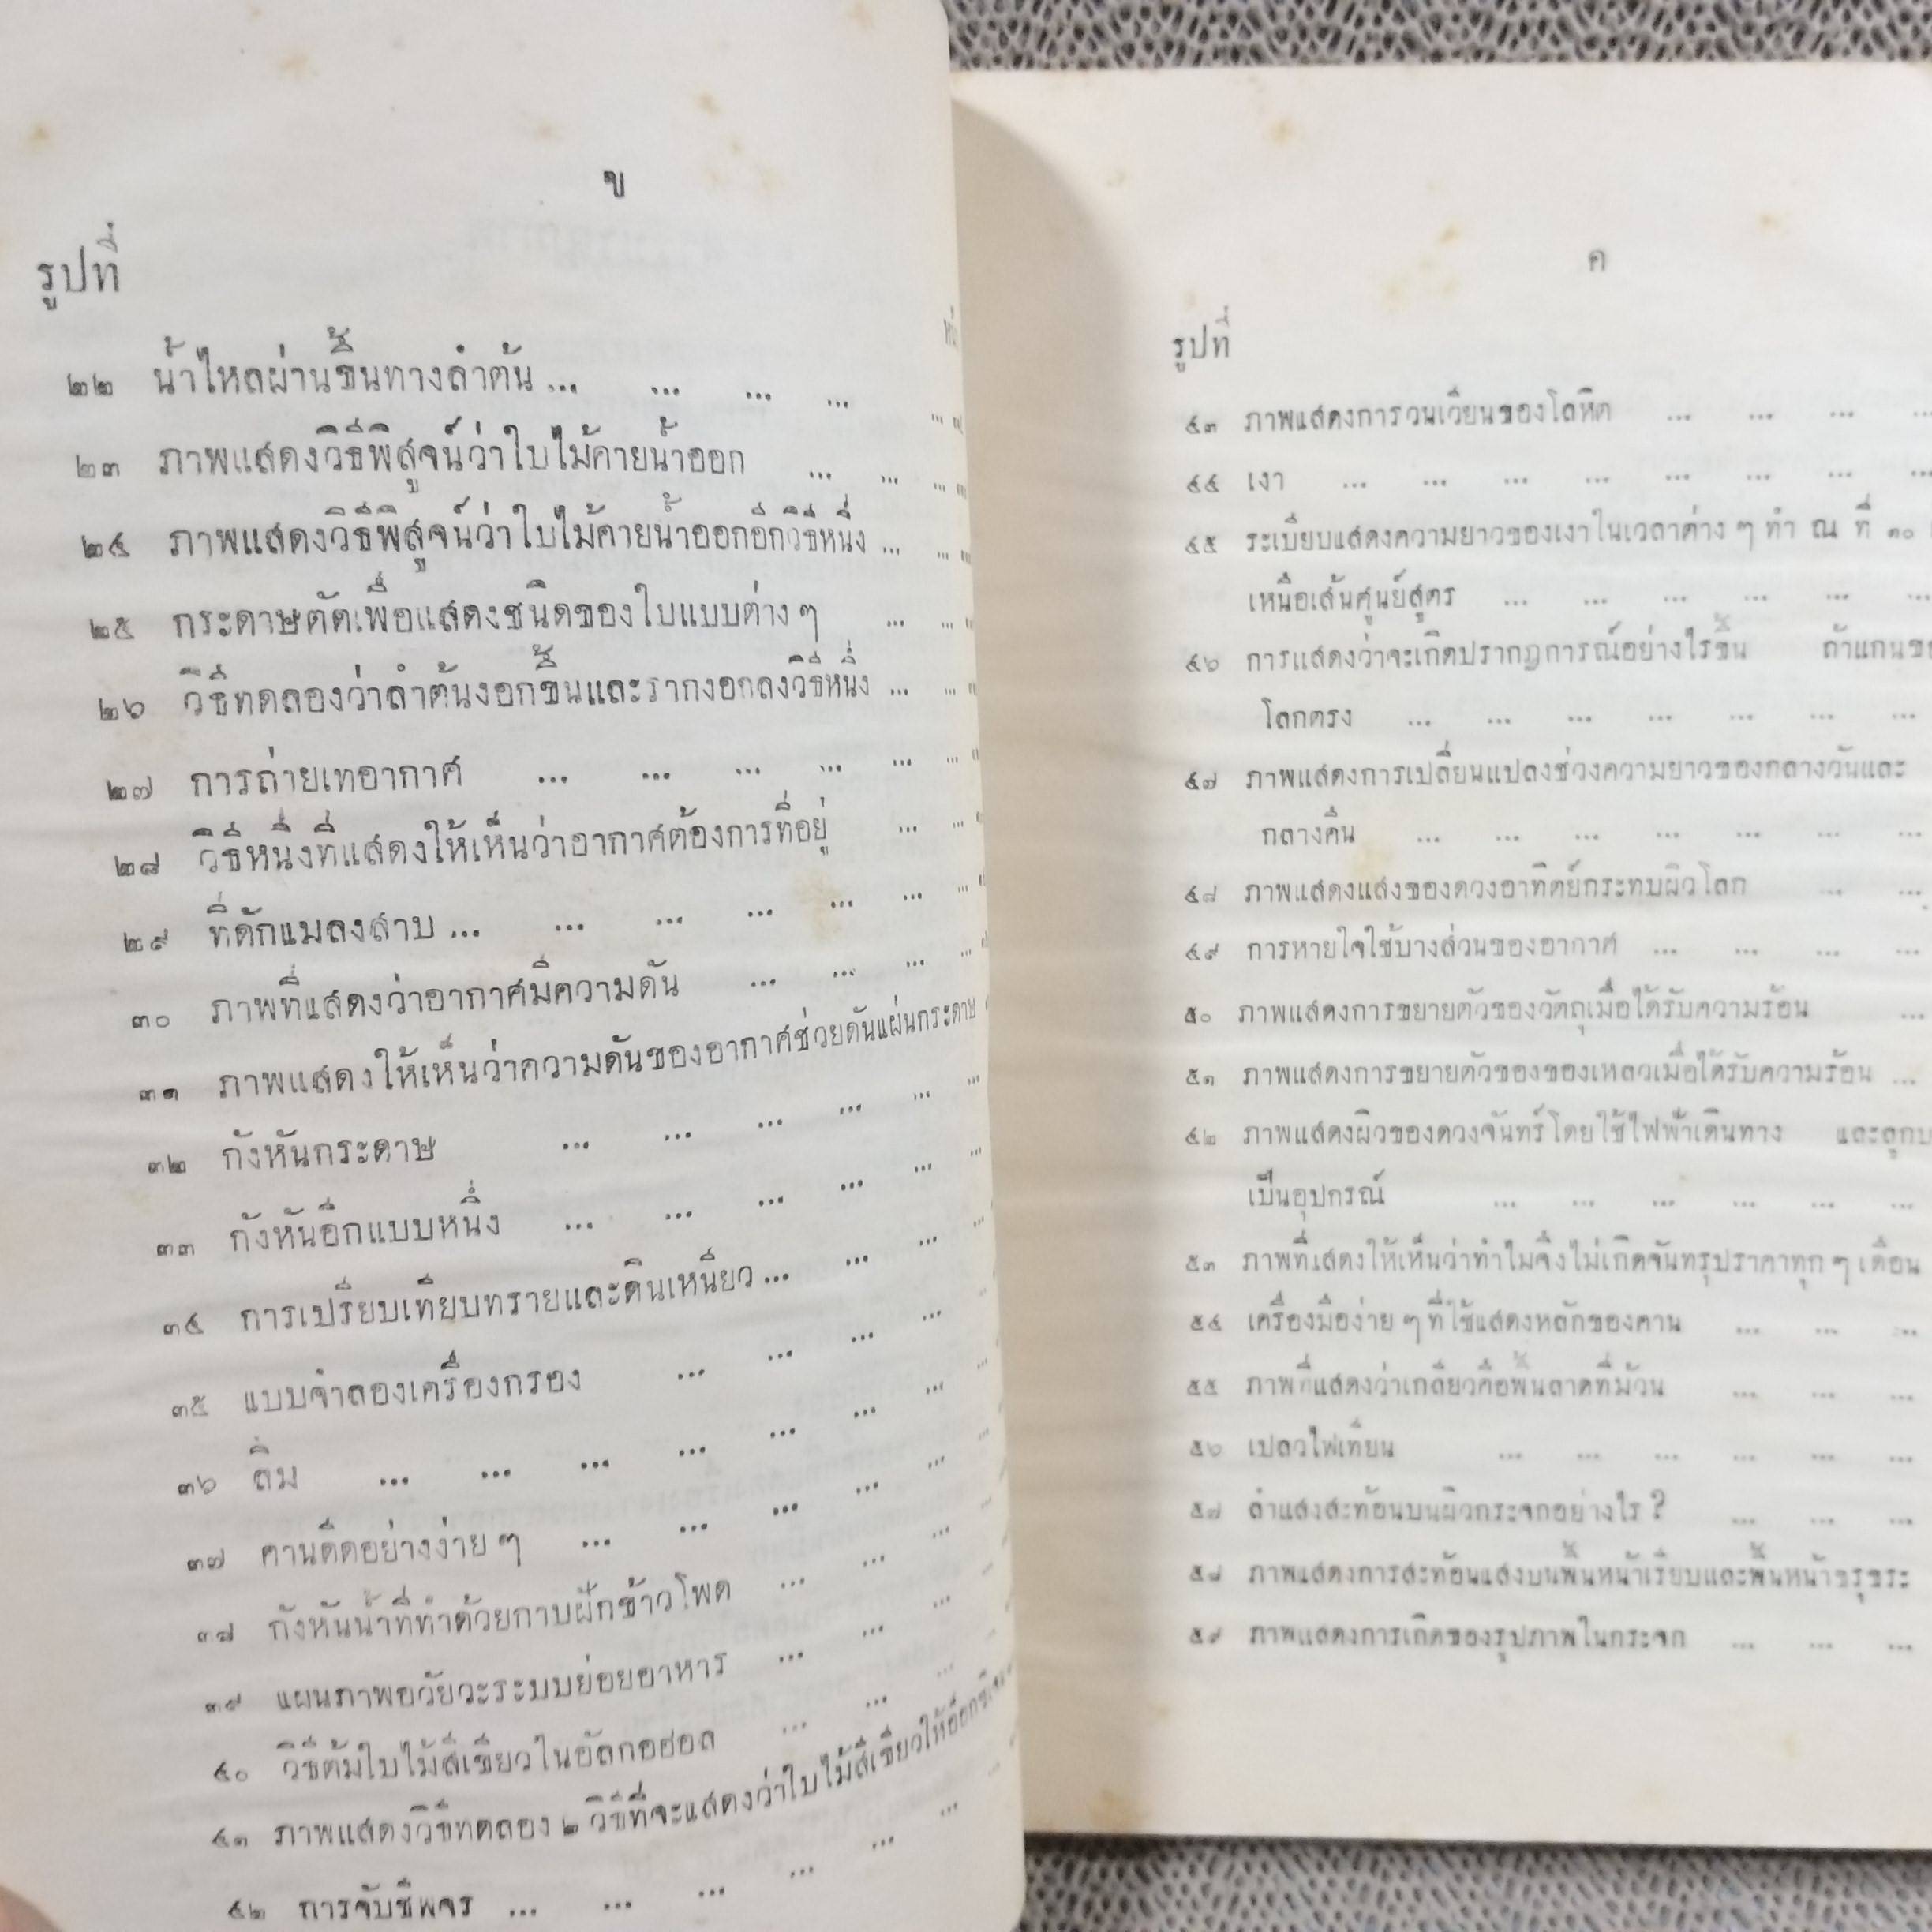 ข
รูปที่
๒๒ น้ำไหลผ่านขึ้นทางลำต้น ... ... ... ... ...
๒๓ ภาพแสดงวิธีพิสูจน์ว่าใบไม้คายน้ำออก ... ... ... ...
๒๔ ภาพแสดงวิธีพิสูจน์ว่าใบไม้คายน้ำออกอีกวิธีหนึ่ง ... ... ...
๒๕ กระดาษตัดเพื่อแสดงชนิดของใบแบบต่าง ๆ ... ...
๒๖ วิธีทดลองว่าลำต้นงอกขึ้นและรากงอกลงวิธีหนึ่ง ... ...
๒๗ การถ่ายเทอากาศ ... ... ... ... ... ...
๒๘ วิธีหนึ่งที่แสดงให้เห็นว่าอากาศต้องการที่อยู่ ... ...
๒๙ ที่ดักแมลงสาบ ... ... ... ... ... ... ...
๓๐ ภาพที่แสดงว่าอากาศมีความดัน ... ... ... ...
๓๑ ภาพแสดงให้เห็นว่าความดันของอากาศช่วยดันแผ่นกระดาษ
๓๒ กังหันกระดาษ ... ... ... ... ... ...
๓๓ กังหันอีกแบบหนึ่ง ... ... ... ... ... ...
๓๔ การเปรียบเทียบทรายและดินเหนียว ... ... ... ...
๓๕ แบบจำลองเครื่องกรอง ... ... ... ... ...
๓๖ ลิ่ม ... ... ... ... ... ... ... ...
๓๗ คานดีดอย่างง่าย ๆ ... ... ... ... ... ...
๓๘ กังหันน้ำที่ทำด้วยกาบฝักข้าวโพด ... ... ... ...
๓๙ แผนภาพอวัยวะระบบย่อยอาหาร ... ... ... ...
๔๐ วิธีต้มใบไม้สีเขียวในอัลกอฮอล ... ... ... ...
๔๑ ภาพแสดงวิธีทดลอง ๒ วิธีที่จะแสดงว่าใบไม้สีเขียวให้อ๊อกซิเจน
๔๒ การจับชีพจร ... ... ... ... ... ... ...
ค
รูปที่
๔๓ ภาพแสดงการวนเวียนของโลหิต ... ... ... ...
๔๔ เงา ... ... ... ... ... ... ... ...
๔๕ ระเบียบแสดงความยาวของเงาในเวลาต่าง ๆ ทำ ณ ที่ ๓๐
เหนือเส้นศูนย์สูตร ... ... ... ... ... ...
๔๖ การแสดงว่าจะเกิดปรากฏการณ์อย่างไรขึ้น ถ้าแกน
โลกตรง ... ... ... ... ... ... ...
๔๗ ภาพแสดงการเปลี่ยนแปลงช่วงความยาวของกลางวันและ
กลางคืน ... ... ... ... ... ... ...
๔๘ ภาพแสดงแสงของดวงอาทิตย์กระทบผิวโลก ... ...
๔๙ การหายใจใช้บางส่วนของอากาศ ... ... ... ...
๕๐ ภาพแสดงการขยายตัวของวัตถุเมื่อได้รับความร้อน ...
๕๑ ภาพแสดงการขยายตัวของของเหลวเมื่อได้รับความร้อน ...
๕๒ ภาพแสดงผิวของดวงจันทร์โดยใช้ไฟฟ้าเดินทาง และลูก
เป็นอุปกรณ์ ... ... ... ... ... ...
๕๓ ภาพที่แสดงให้เห็นว่าทำไมจึงไม่เกิดจันทรุปราคาทุก ๆ เดือน
๕๔ เครื่องมือง่าย ๆ ที่ใช้แสดงหลักของคาน ... ... ...
๕๕ ภาพที่แสดงว่าเกลียวคือพื้นลาดที่ม้วน ... ... ...
๕๖ เปลวไฟเทียน ... ... ... ... ... ...
๕๗ ลำแสงสะท้อนบนผิวกระจกอย่างไร ? ... ... ...
๕๘ ภาพแสดงการสะท้อนแสงบนพื้นหน้าเรียบและพื้นหน้าขรุขระ
๕๙ ภาพแสดงการเกิดของรูปภาพในกระจก ... ... ...